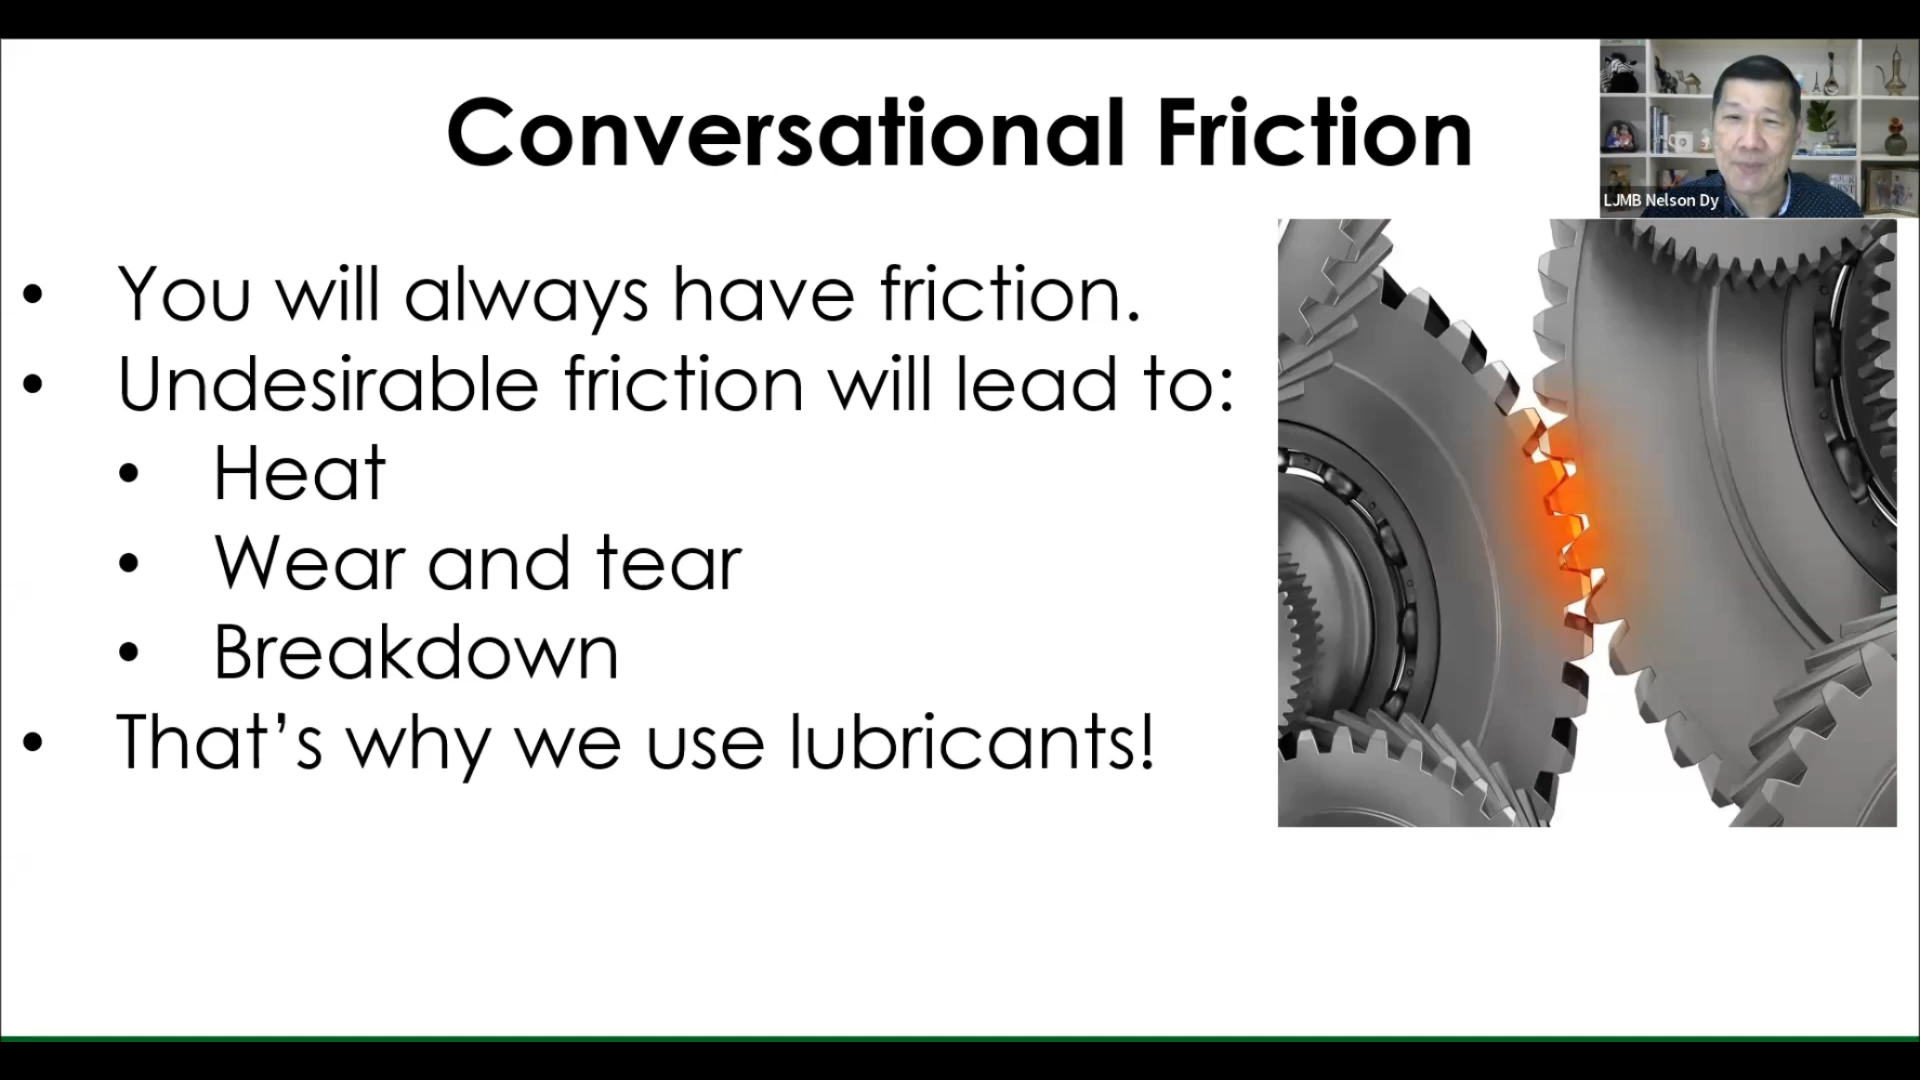 Conversational Friction
LJMB Nelson Dy
• You will always have friction.
• Undesirable friction will lead to:
• Heat
• Wear and tear
• Breakdown
• That’s why we use lubricants!